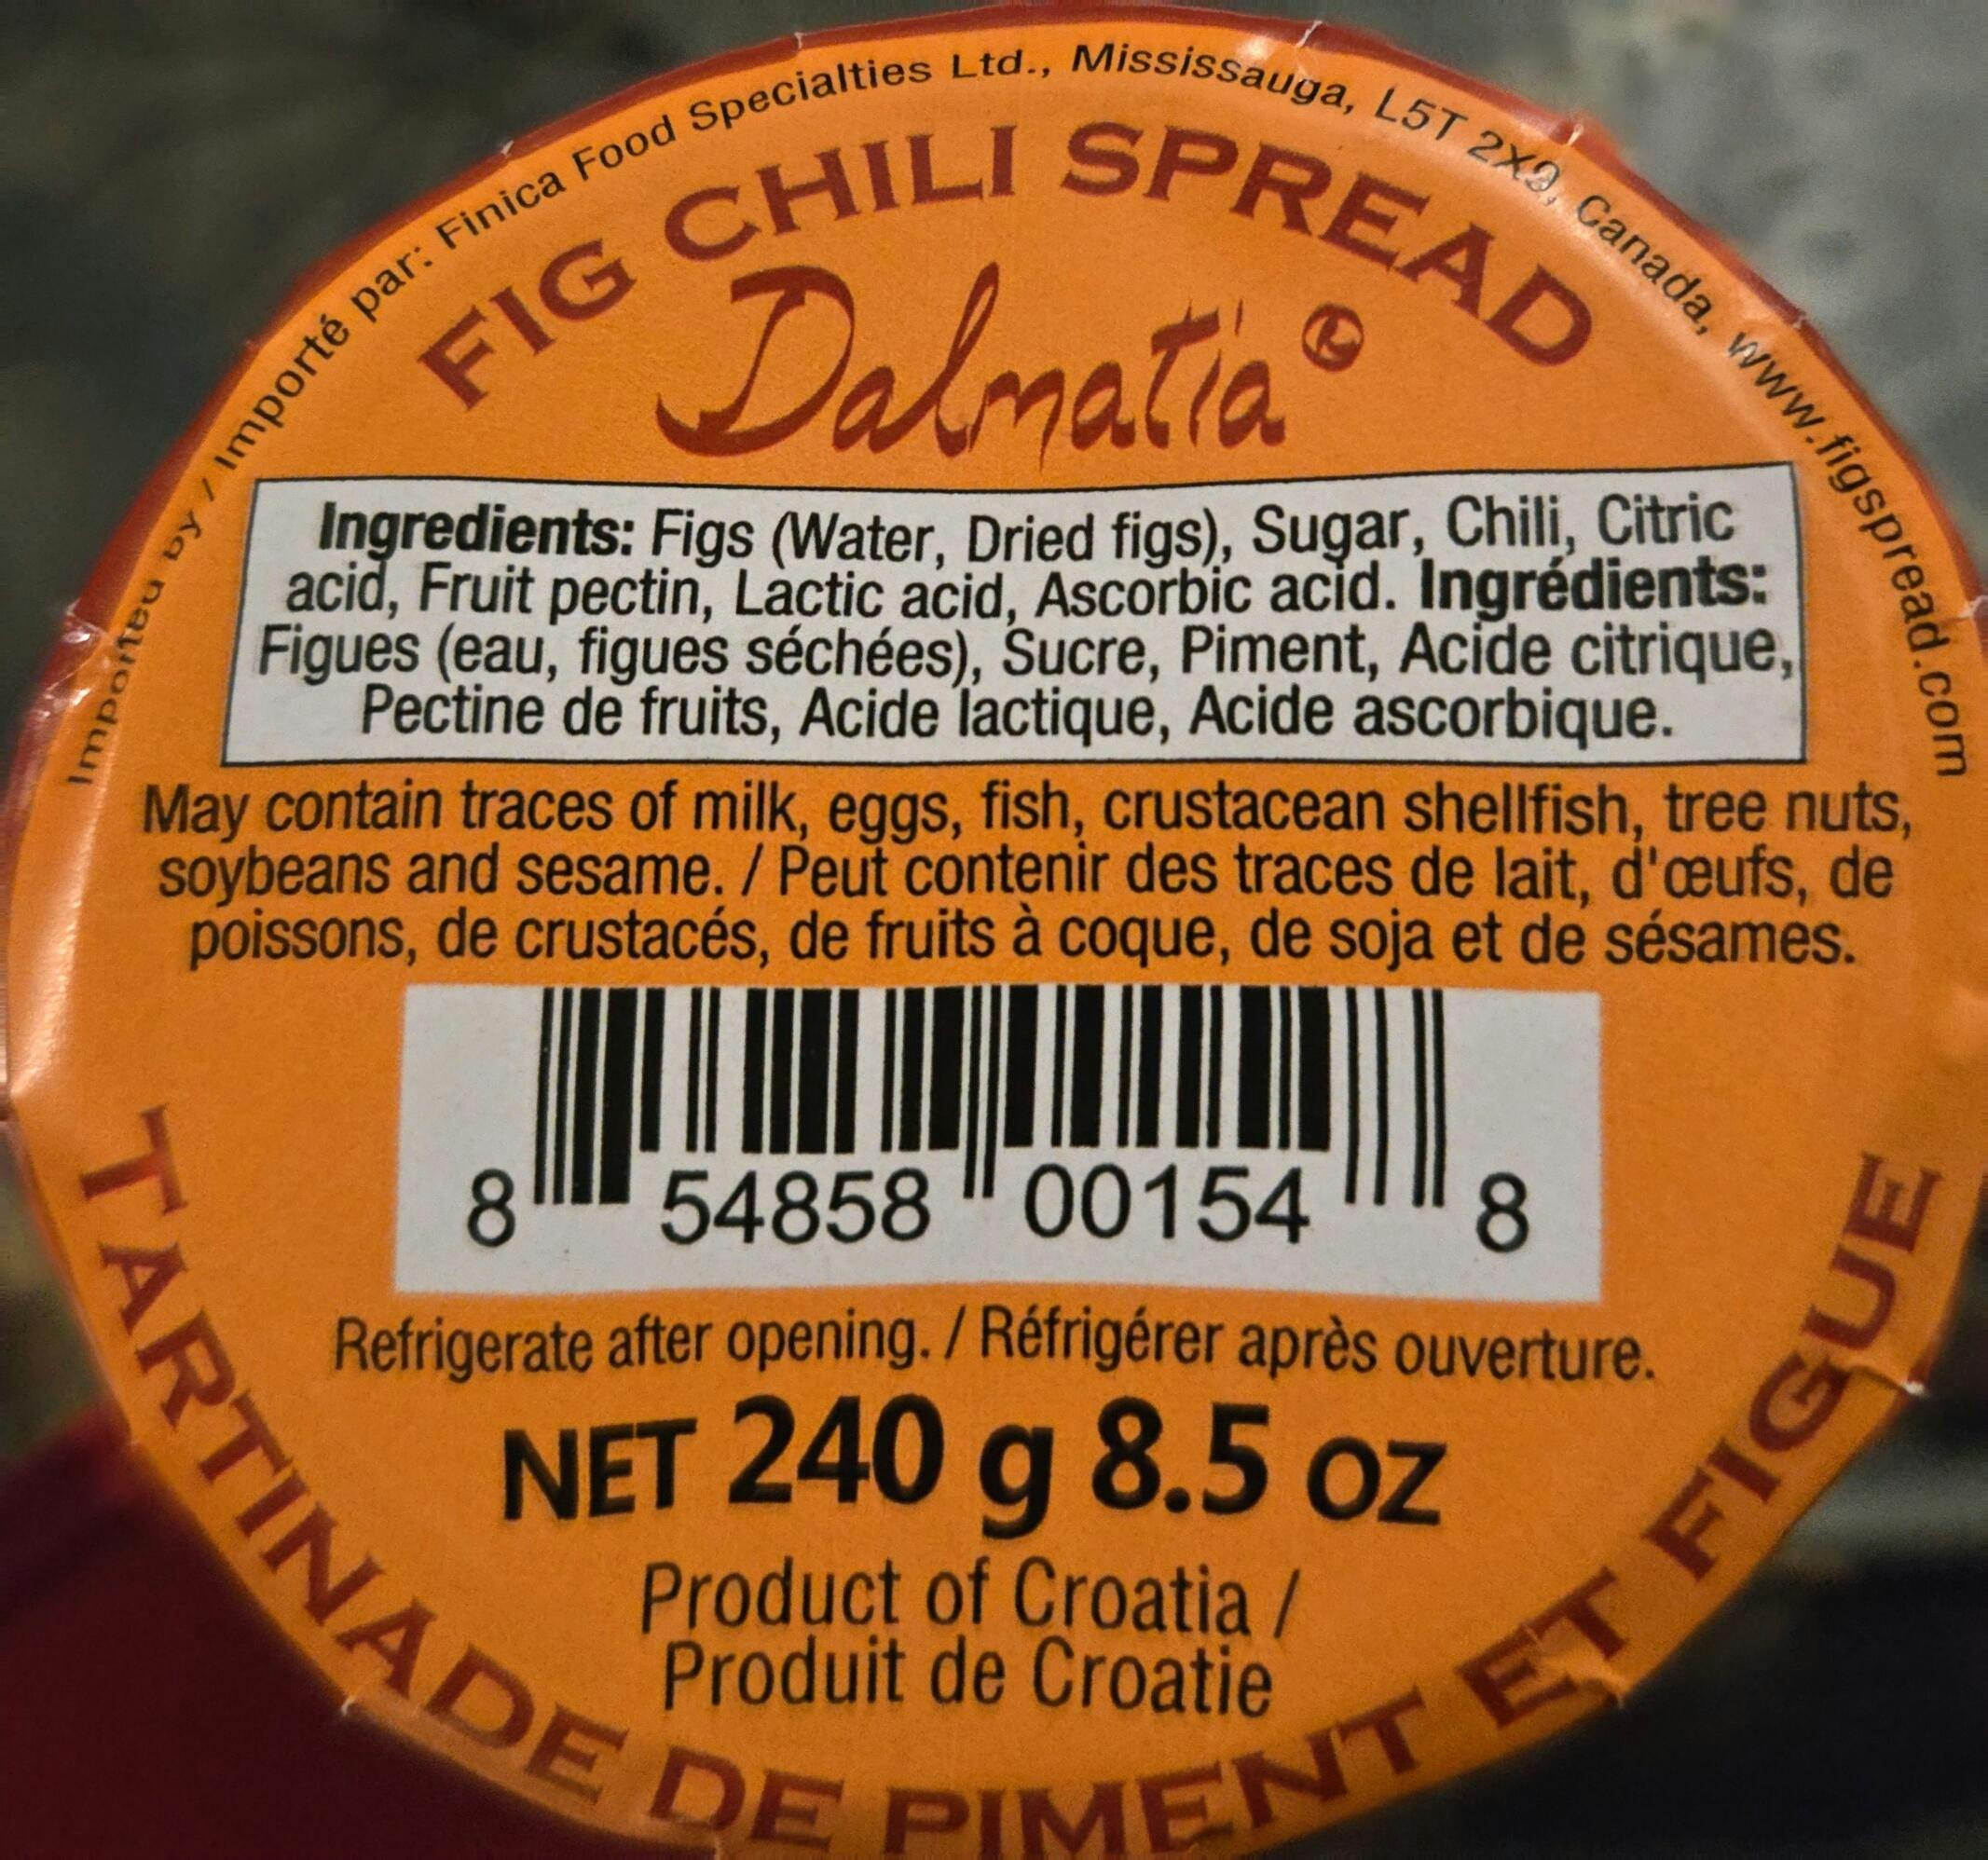 Imported by / Importé par: Finica Food Specialties Ltd., Mississauga, L5T 2X9, Canada, www.figspread.com
FIG CHILI SPREAD
Dalmatia®
Ingredients: Figs (Water, Dried figs), Sugar, Chili, Citric
acid, Fruit pectin, Lactic acid, Ascorbic acid. Ingrédients:
Figues (eau, figues séchées), Sucre, Piment, Acide citrique,
Pectine de fruits, Acide lactique, Acide ascorbique.
May contain traces of milk, eggs, fish, crustacean shellfish, tree nuts,
soybeans and sesame. / Peut contenir des traces de lait, d'œufs, de
poissons, de crustacés, de fruits à coque, de soja et de sésames.
8 54858 00154 8
Refrigerate after opening. / Réfrigérer après ouverture.
NET 240 g 8.5 oz
Product of Croatia /
Produit de Croatie
TARTINADE DE PIMENT ET FIGUE